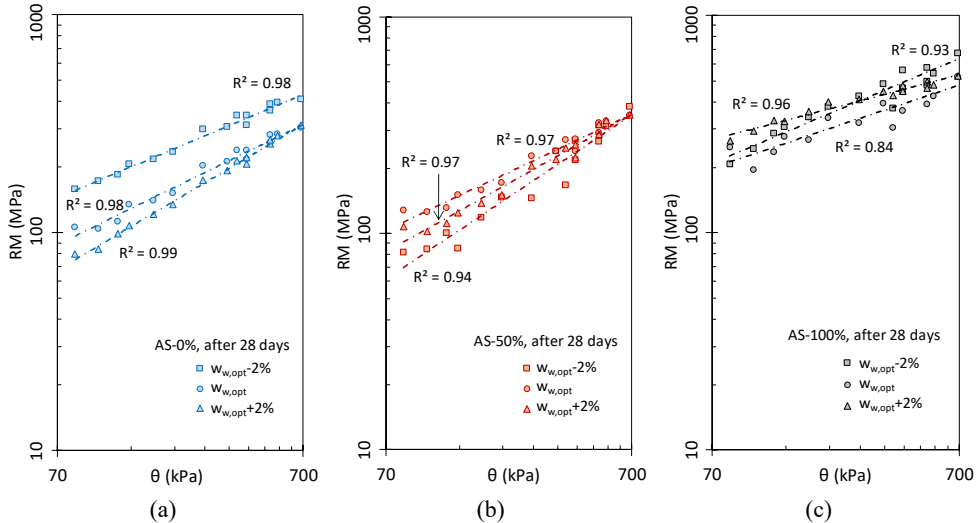 (a)
1000
R² = 0.98
R² = 0.98
R² = 0.99
100
RM (MPa)
AS-0%, after 28 days
w_w,opt-2%
w_w,opt
w_w,opt+2%
10
70
θ (kPa)
700
(a)
(b)
1000
R² = 0.97
R² = 0.97
R² = 0.94
100
RM (MPa)
AS-50%, after 28 days
w_w,opt-2%
w_w,opt
w_w,opt+2%
10
70
θ (kPa)
700
(b)
(c)
1000
R² = 0.93
R² = 0.96
R² = 0.84
100
RM (MPa)
AS-100%, after 28 days
w_w,opt-2%
w_w,opt
w_w,opt+2%
10
70
θ (kPa)
700
(c)